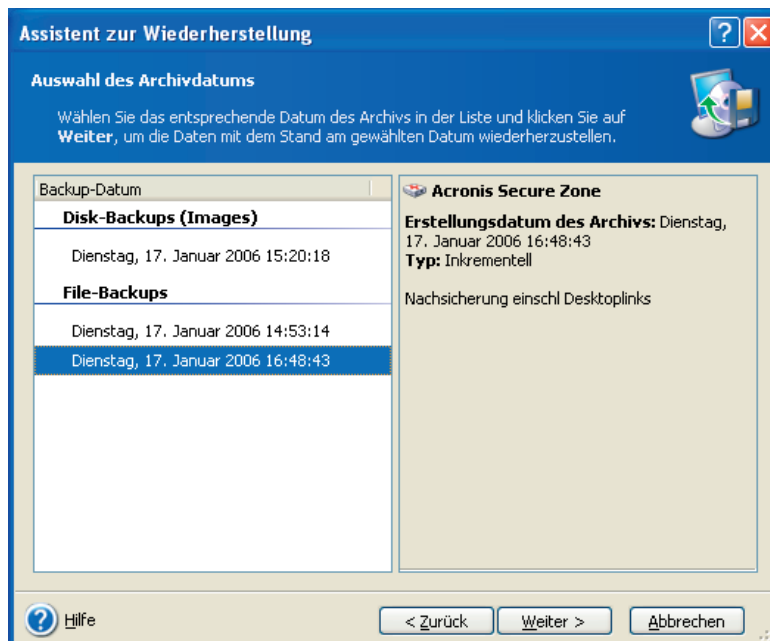 Assistent zur Wiederherstellung
Auswahl des Archivdatums
Wählen Sie das entsprechende Datum des Archivs in der Liste und klicken Sie auf
Weiter, um die Daten mit dem Stand am gewählten Datum wiederherzustellen.
Backup-Datum
Disk-Backups (Images)
Dienstag, 17. Januar 2006 15:20:18
File-Backups
Dienstag, 17. Januar 2006 14:53:14
Dienstag, 17. Januar 2006 16:48:43
Acronis Secure Zone
Erstellungsdatum des Archivs: Dienstag,
17. Januar 2006 16:48:43
Typ: Inkrementell
Nachsicherung einschl Desktoplinks
Hilfe
< Zurück
Weiter >
Abbrechen